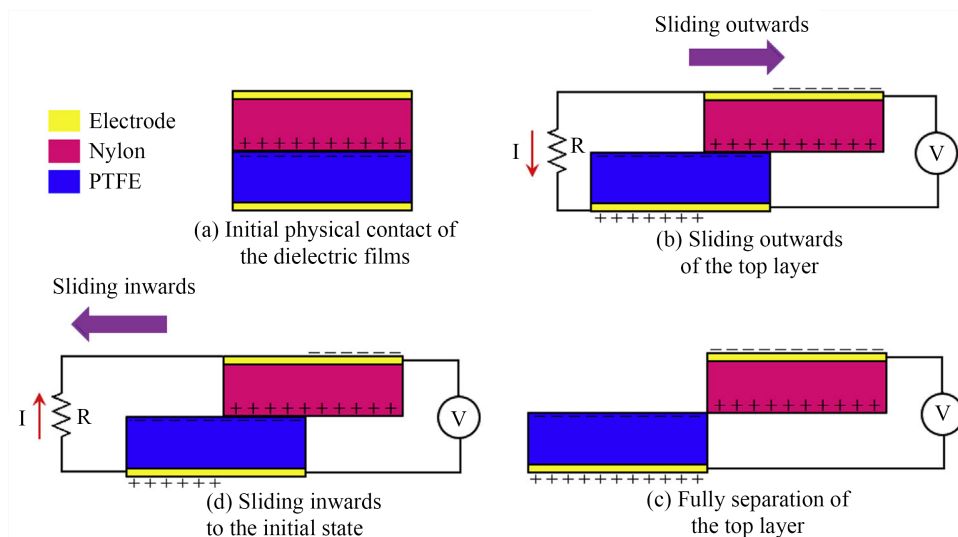 Electrode
Nylon
PTFE
+ + + + + + + + +
– – – – – – – – –
(a) Initial physical contact of
the dielectric films
Sliding outwards
– – – – – – – –
I
R
+ + + + + + + + +
– – – – – – – – –
V
+ + + + + + + +
(b) Sliding outwards
of the top layer
Sliding inwards
– – – – – – –
I
R
+ + + + + + + + +
– – – – – – – – –
V
+ + + + + +
(d) Sliding inwards
to the initial state
– – – – – – – – – – – –
+ + + + + + + + +
– – – – – – – – –
V
+ + + + + + + + + +
(c) Fully separation of
the top layer